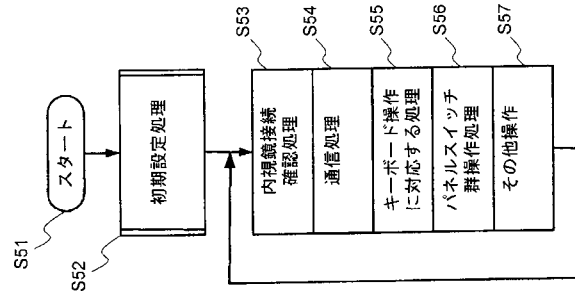 S51
スタート
S52
初期設定処理
内視鏡接続
確認処理
S53
通信処理
S54
キーボード操作
に対応する処理
S55
パネルスイッチ
群操作処理
S56
その他操作
S57